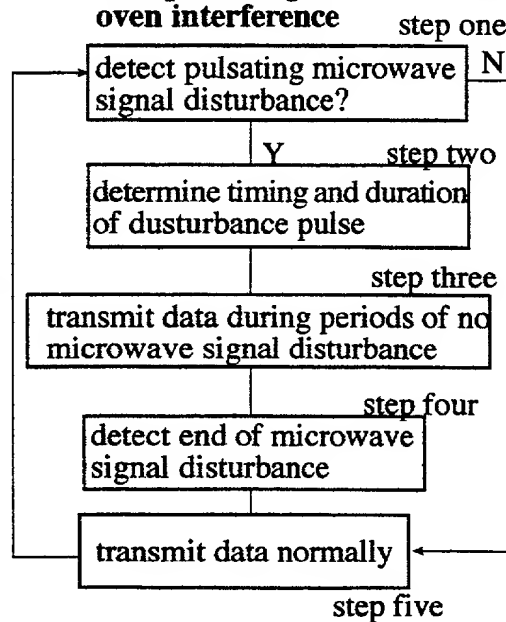 oven interference
step one
detect pulsating microwave
signal disturbance?
N
Y
step two
determine timing and duration
of dusturbance pulse
step three
transmit data during periods of no
microwave signal disturbance
step four
detect end of microwave
signal disturbance
transmit data normally
step five